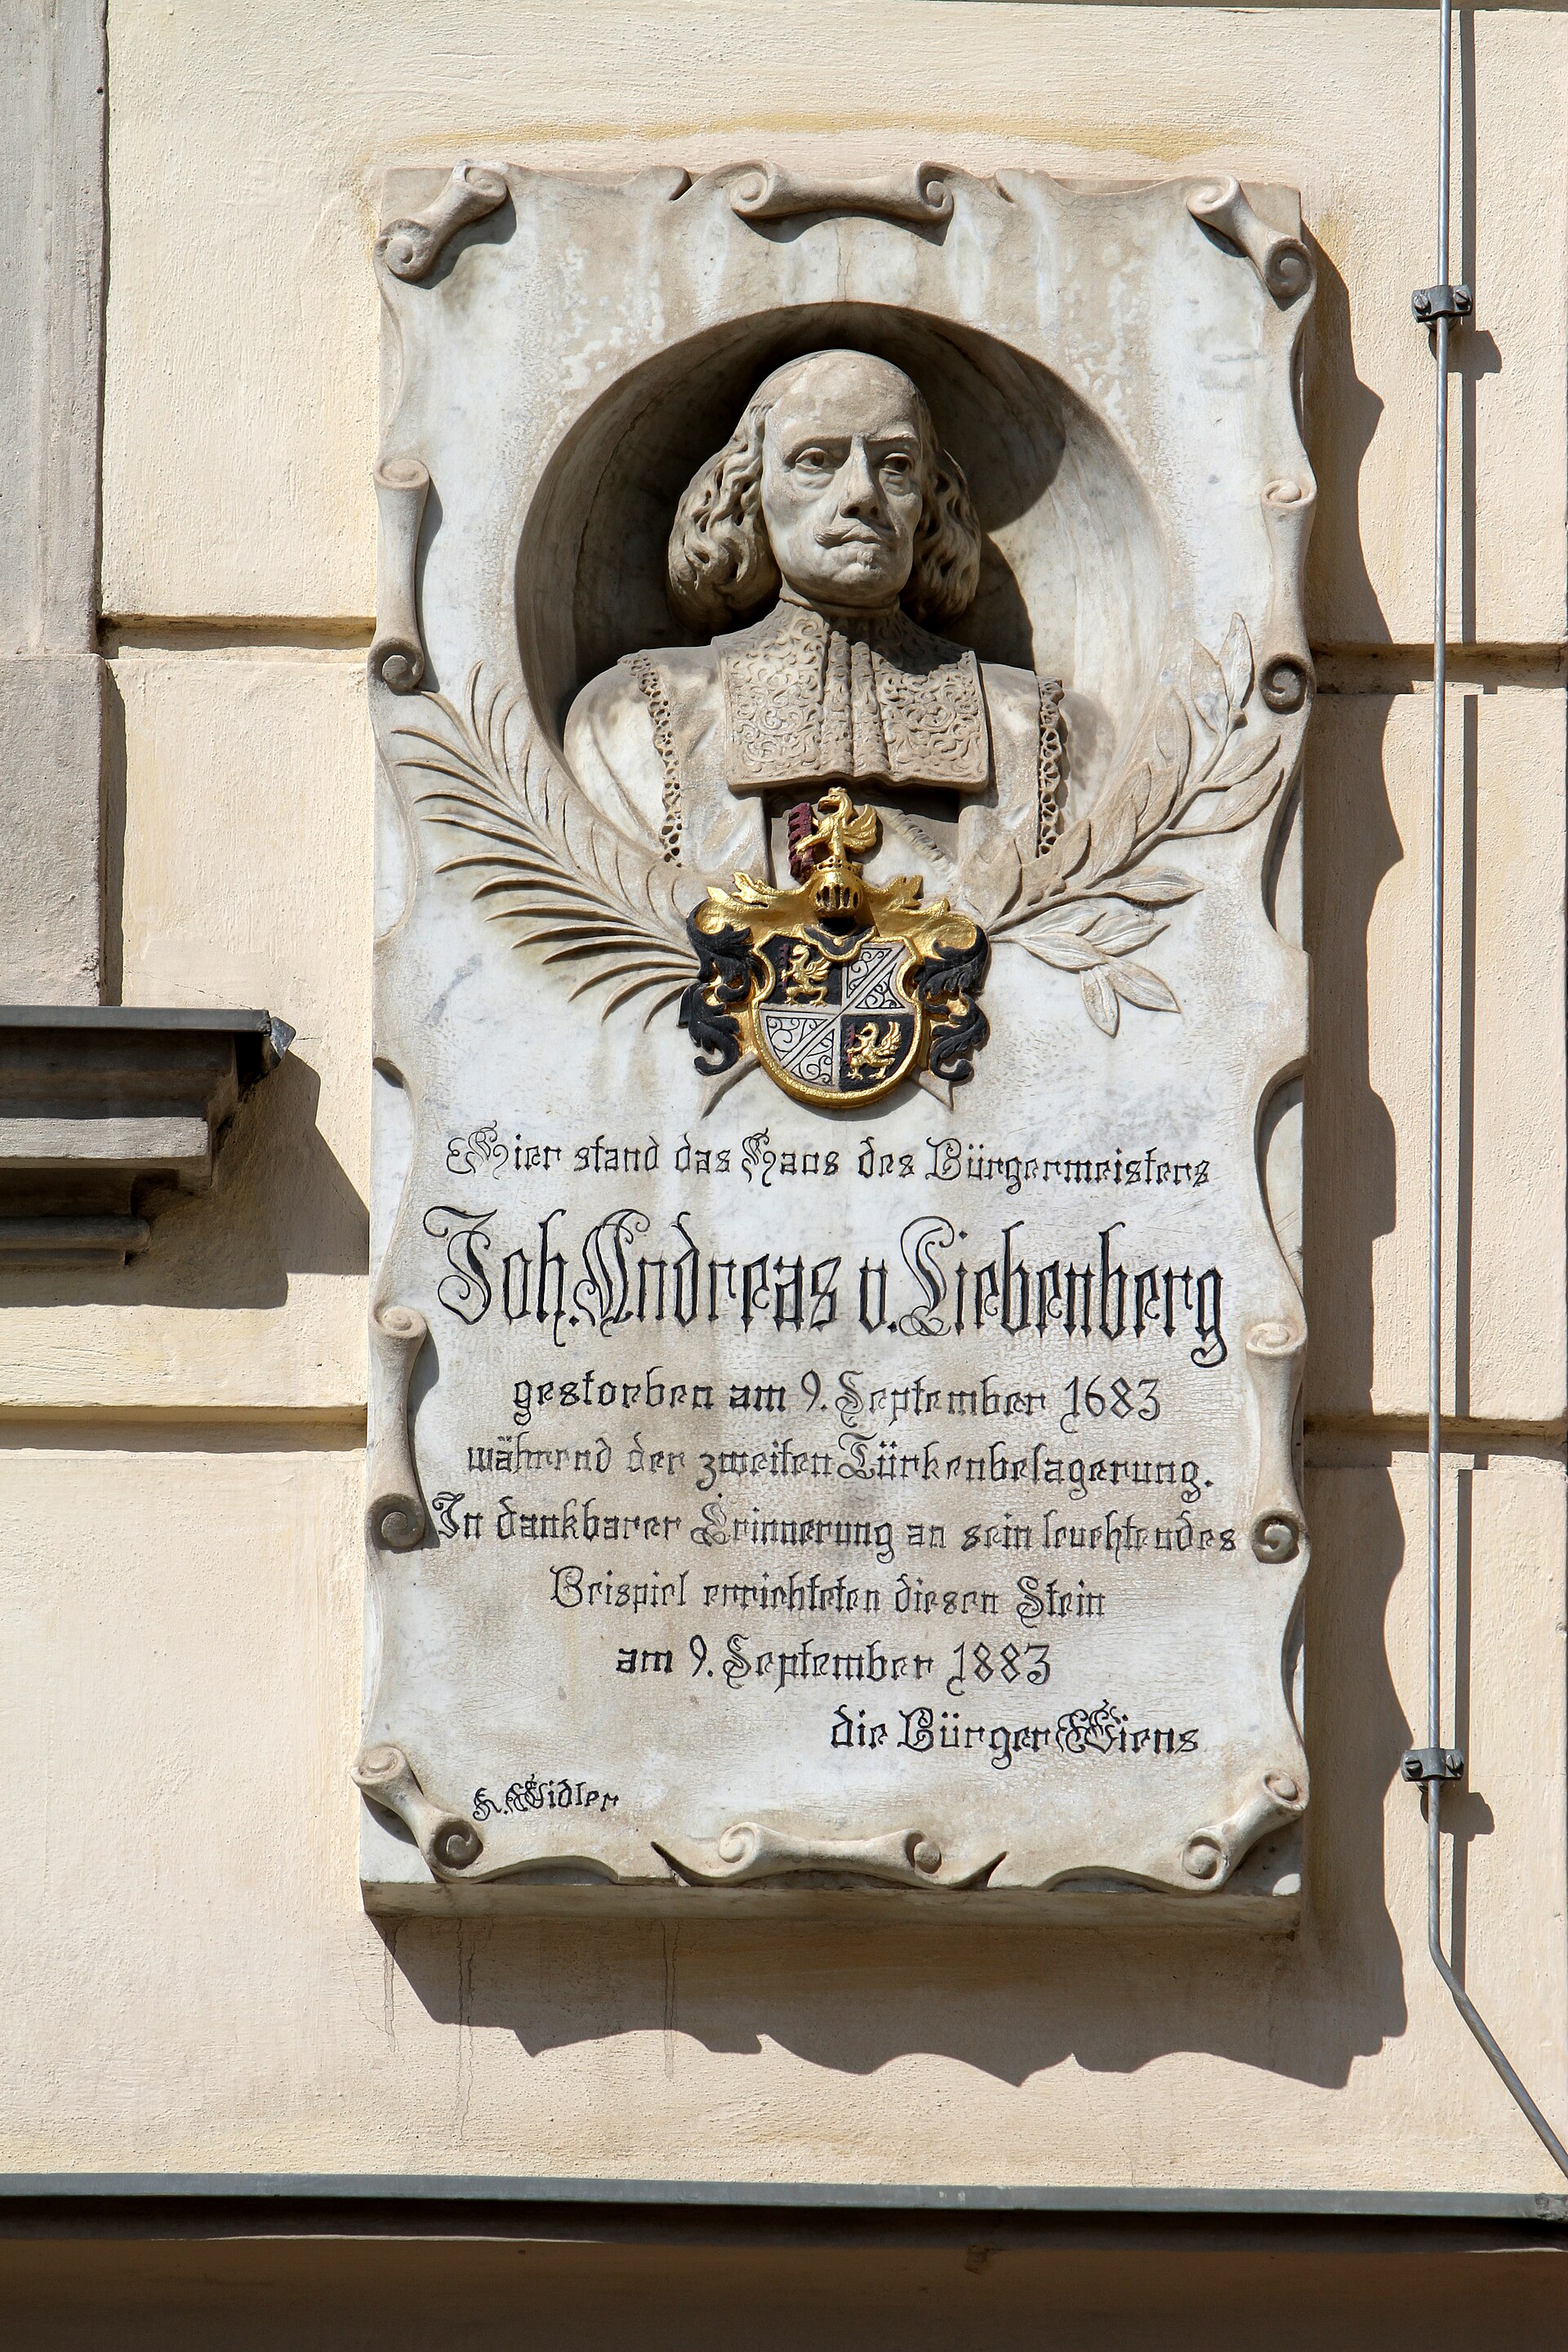 Hier stand das Haus des Bürgermeisters
Joh. Andreas v. Liebenberg
gestorben am 9. September 1683
während der zweiten Türkenbelagerung.
In dankbarer Erinnerung an sein leuchtendes
Beispiel errichteten diesen Stein
am 9. September 1883
die Bürger Wiens
K. Widler